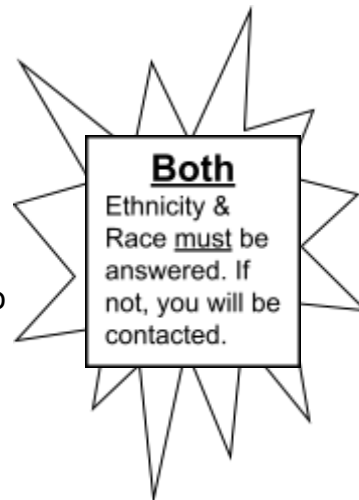 Both
Ethnicity &
Race must be
answered. If
not, you will be
contacted.